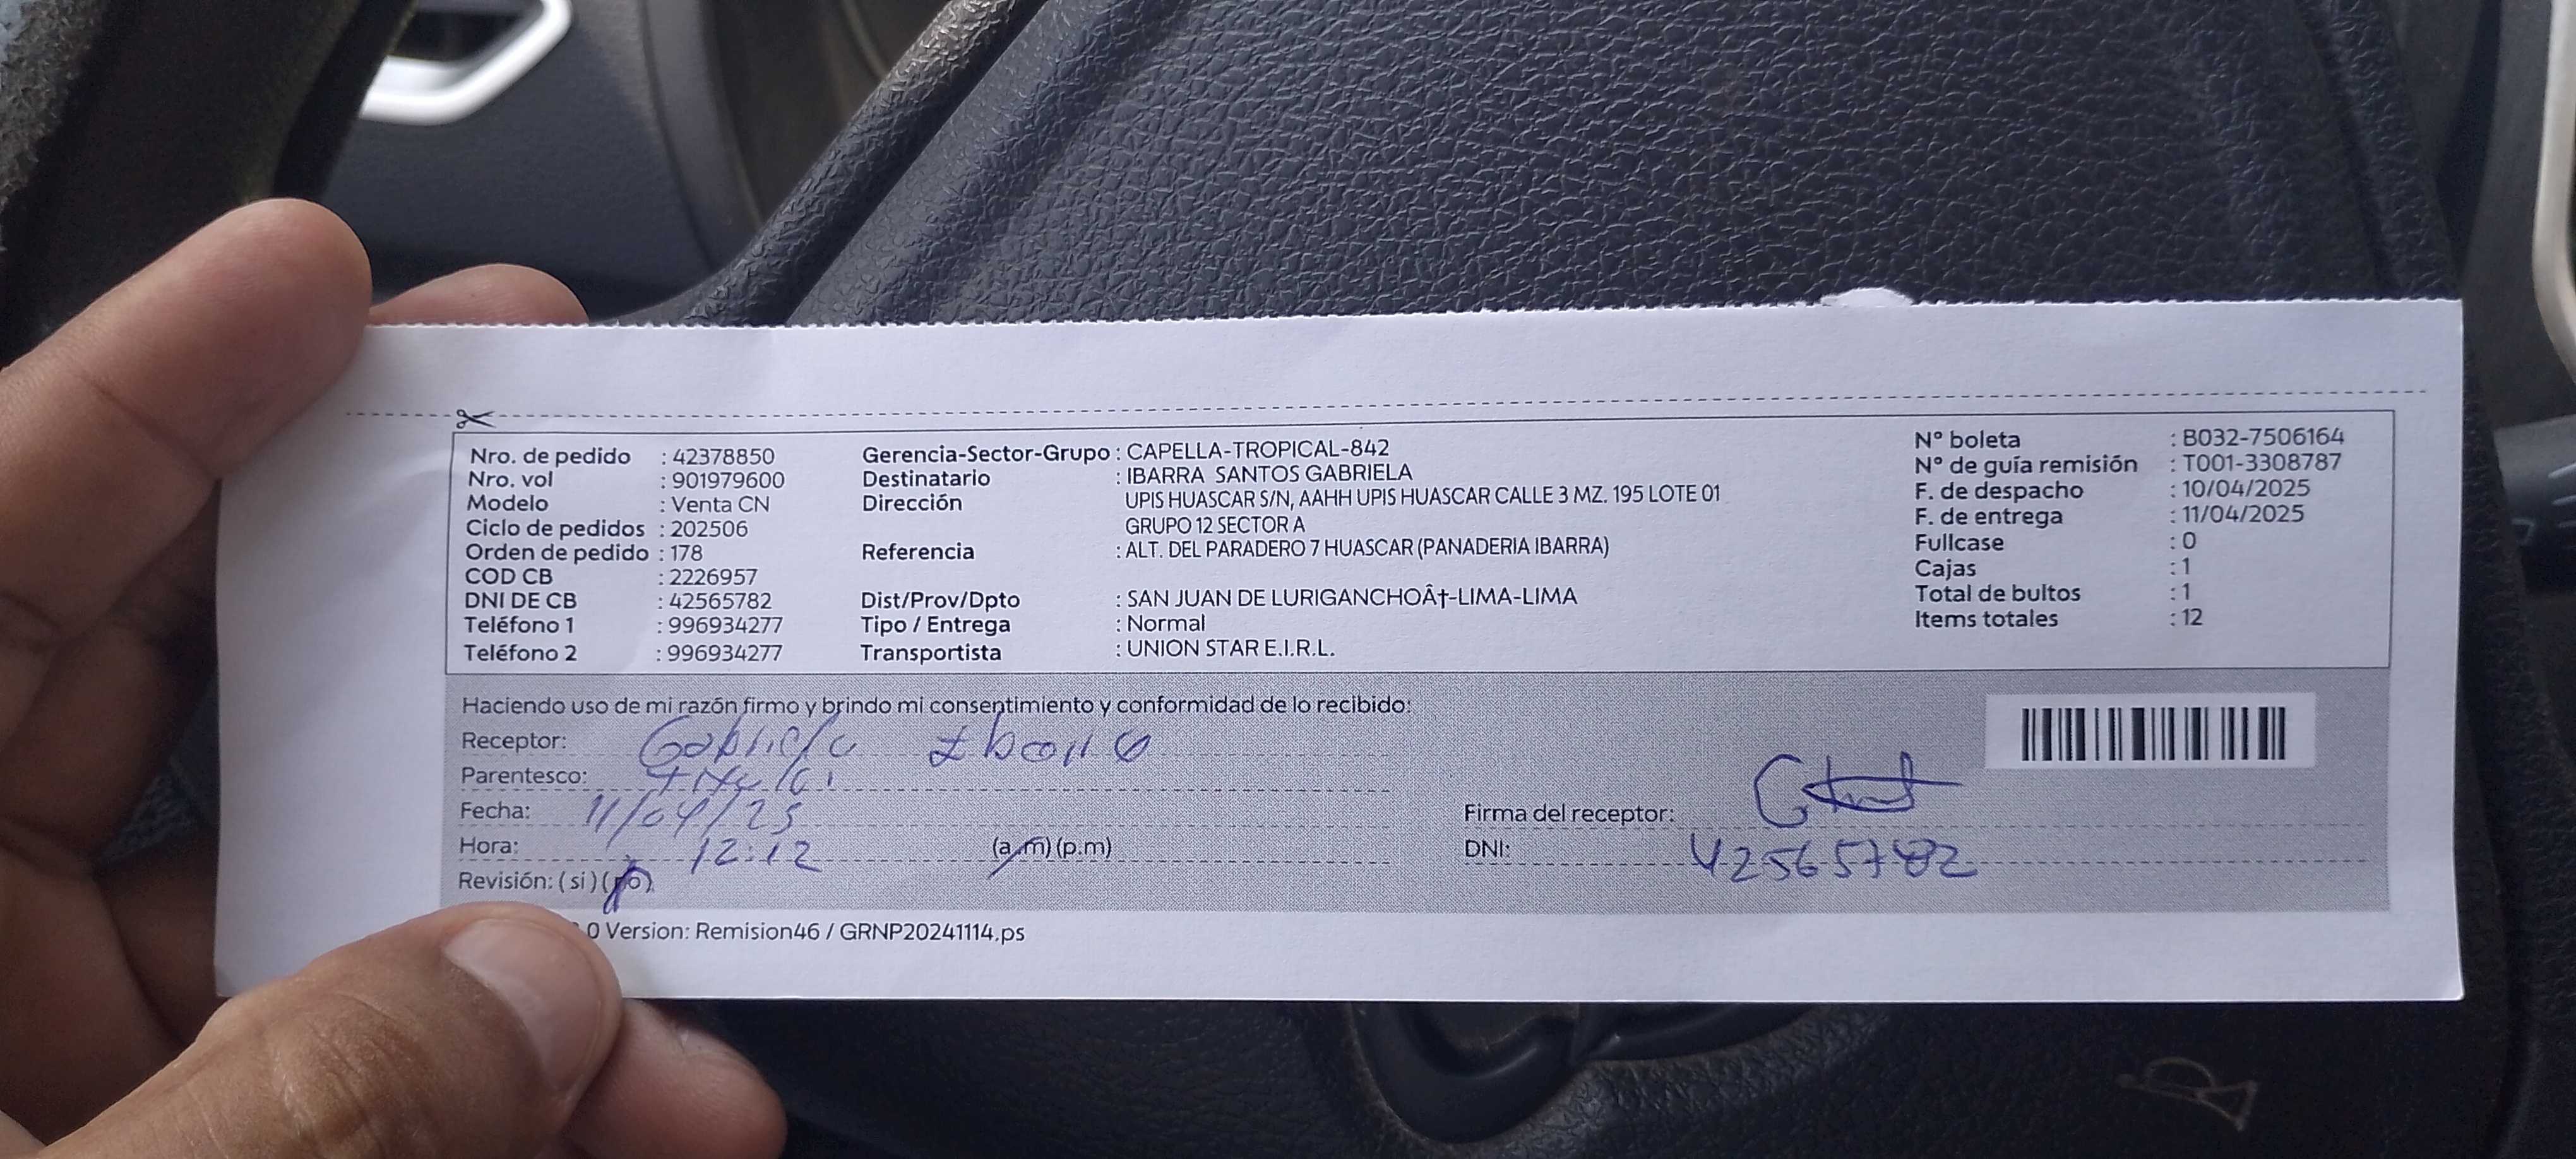 Nro. de pedido : 42378850
Nro. vol : 901979600
Modelo : Venta CN
Ciclo de pedidos : 202506
Orden de pedido : 178
COD CB : 2226957
DNI DE CB : 42565782
Teléfono 1 : 996934277
Teléfono 2 : 996934277
Gerencia-Sector-Grupo : CAPELLA-TROPICAL-842
Destinatario : IBARRA SANTOS GABRIELA
Dirección UPIS HUASCAR S/N, AAHH UPIS HUASCAR CALLE 3 MZ. 195 LOTE 01
GRUPO 12 SECTOR A
Referencia : ALT. DEL PARADERO 7 HUASCAR (PANADERIA IBARRA)
Dist/Prov/Dpto : SAN JUAN DE LURIGANCHOÂ†-LIMA-LIMA
Tipo / Entrega : Normal
Transportista : UNION STAR E.I.R.L.
N° boleta : B032-7506164
N° de guía remisión : T001-3308787
F. de despacho : 10/04/2025
F. de entrega : 11/04/2025
Fullcase : 0
Cajas : 1
Total de bultos : 1
Items totales : 12
Haciendo uso de mi razón firmo y brindo mi consentimiento y conformidad de lo recibido:
Receptor: Gabriela Ibarra
Parentesco:
Fecha: 11/04/25
Hora: 12:12 (a.m) (p.m)
Revisión: ( si ) ( no )
Firma del receptor:
DNI: 42565782
0 Version: Remision46 / GRNP20241114.ps